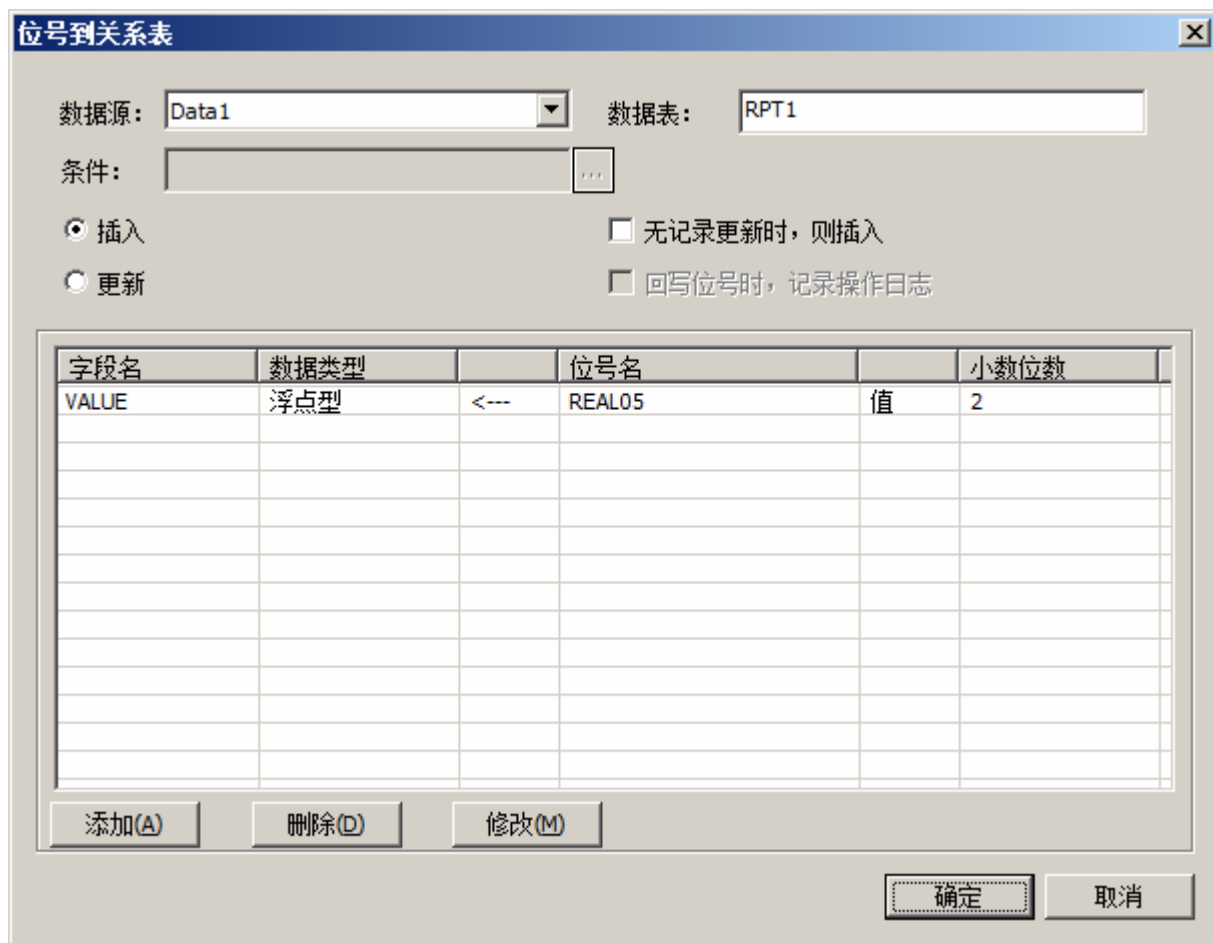 位号到关系表
数据源： Data1 数据表： RPT1
条件： ...
插入 无记录更新时，则插入
更新 回写位号时，记录操作日志
字段名 数据类型 位号名 小数位数
VALUE 浮点型 <--- REAL05 值 2
添加(A) 删除(D) 修改(M)
确定 取消